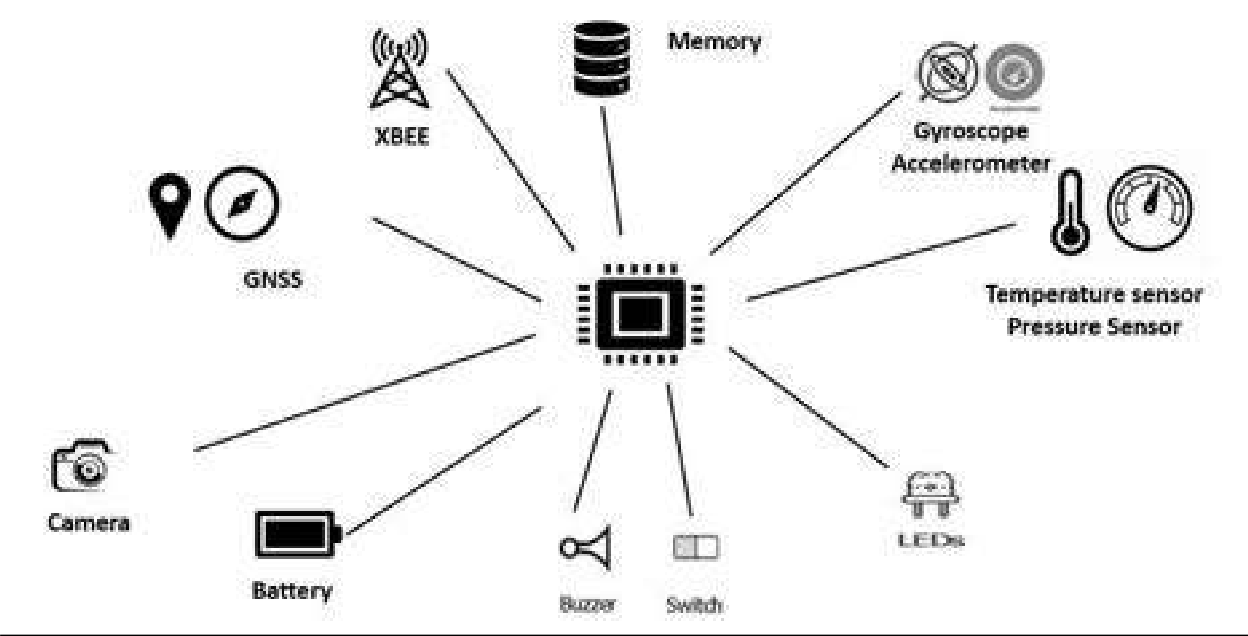 Memory
XBEE
Gyroscope
Accelerometer
GNSS
Temperature sensor
Pressure Sensor
Camera
LEDs
Battery
Buzzer
Switch